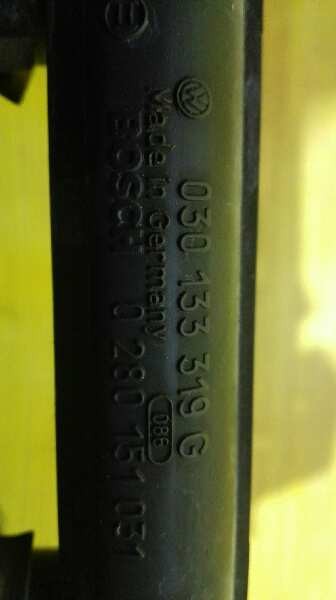 030 133 319 G
Made in Germany 086
BOSCH 0 280 151 031